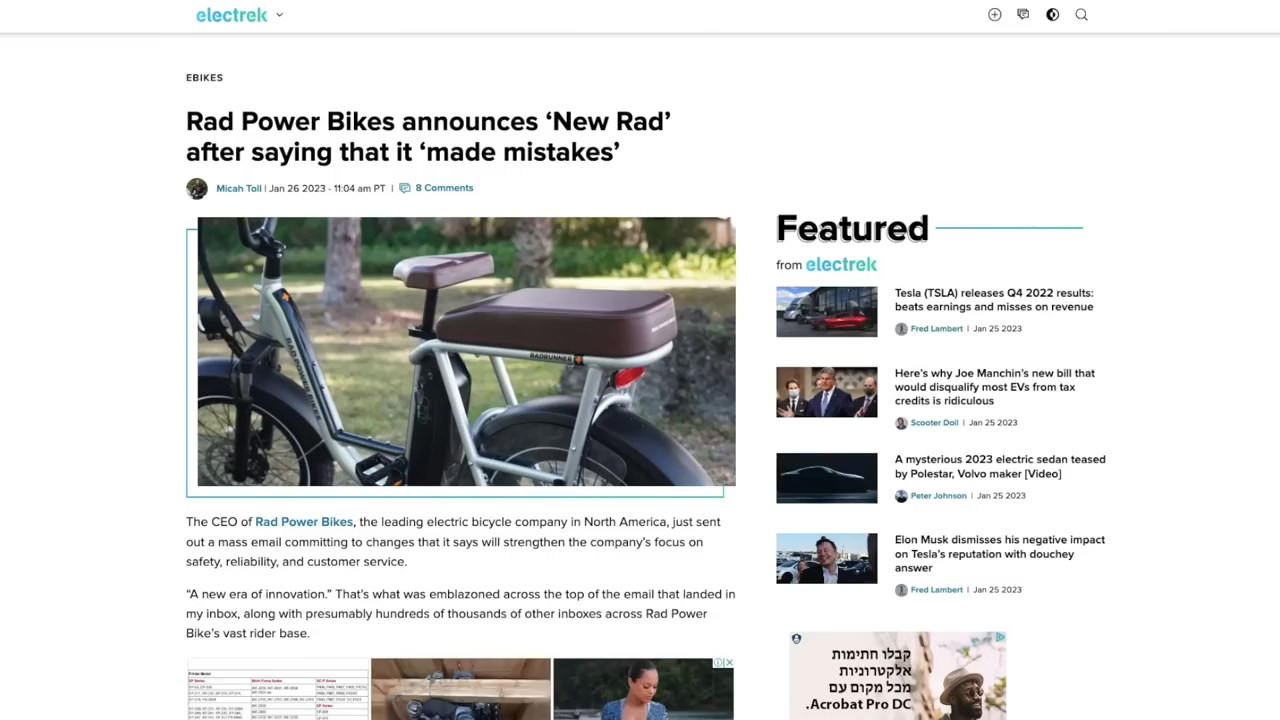 electrek
EBIKES
Rad Power Bikes announces ‘New Rad’
after saying that it ‘made mistakes’
Micah Toll | Jan 26 2023 - 11:04 am PT | 8 Comments
RAD POWER BIKES
RADRUNNER
The CEO of Rad Power Bikes, the leading electric bicycle company in North America, just sent
out a mass email committing to changes that it says will strengthen the company’s focus on
safety, reliability, and customer service.
“A new era of innovation.” That’s what was emblazoned across the top of the email that landed in
my inbox, along with presumably hundreds of thousands of other inboxes across Rad Power
Bike’s vast rider base.
Featured
from electrek
Tesla (TSLA) releases Q4 2022 results:
beats earnings and misses on revenue
Fred Lambert | Jan 25 2023
Here’s why Joe Manchin’s new bill that
would disqualify most EVs from tax
credits is ridiculous
Scooter Doll | Jan 25 2023
A mysterious 2023 electric sedan teased
by Polestar, Volvo maker [Video]
Peter Johnson | Jan 25 2023
Elon Musk dismisses his negative impact
on Tesla’s reputation with douchey
answer
Fred Lambert | Jan 25 2023
קבלו חתימות
אלקטרוניות
מכל מקום עם
Acrobat Pro DC.